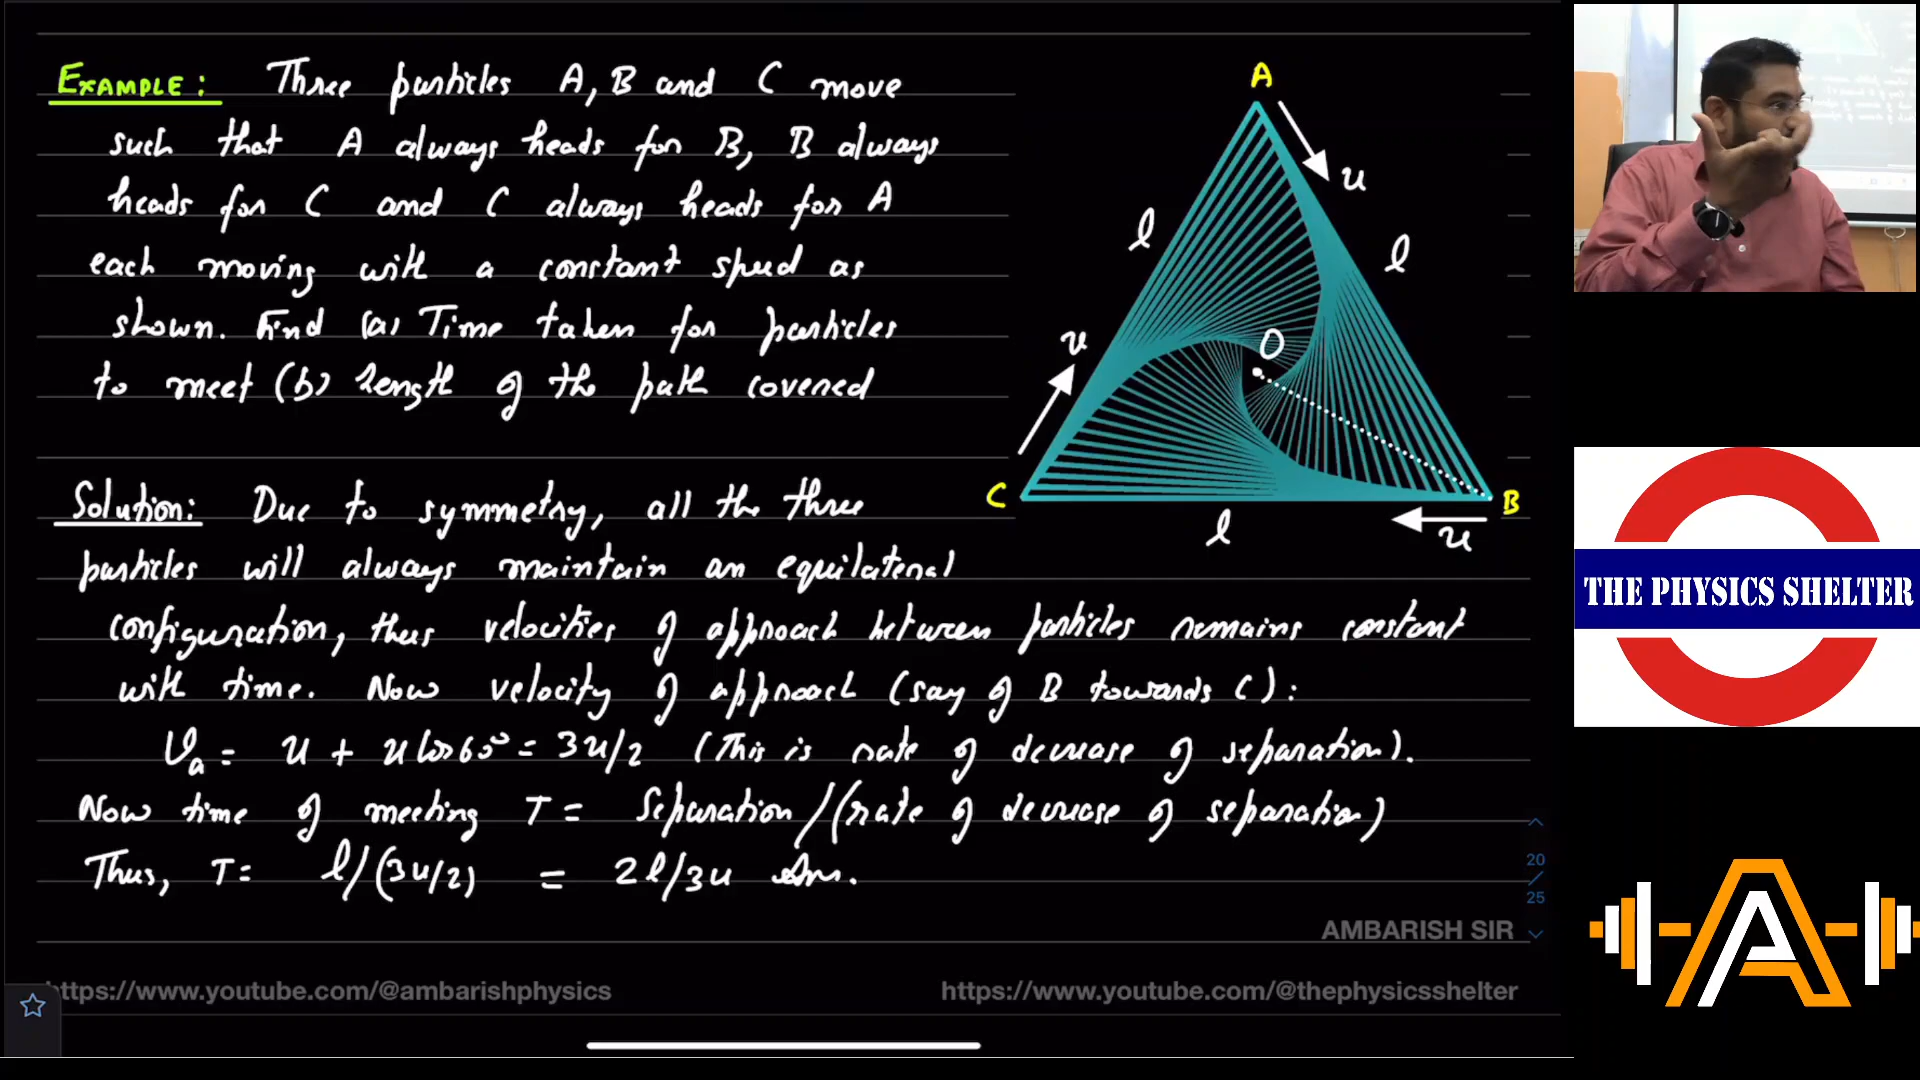 EXAMPLE: Three particles A, B and C move
such that A always heads for B, B always
heads for C and C always heads for A
each moving with a constant speed as
shown. Find (a) Time taken for particles
to meet (b) length of the path covered
A
u
l
l
u
O
C
B
l
u
Solution: Due to symmetry, all the three
particles will always maintain an equilateral
configuration, thus velocities of approach between particles remains constant
with time. Now velocity of approach (say of B towards C):
Va = u + u cos60° = 3u/2 (This is rate of decrease of separation).
Now time of meeting T = Separation/(rate of decrease of separation)
Thus, T = l/(3u/2) = 2l/3u Ans.
20
/
25
AMBARISH SIR
https://www.youtube.com/@ambarishphysics
https://www.youtube.com/@thephysicsshelter
THE PHYSICS SHELTER
A